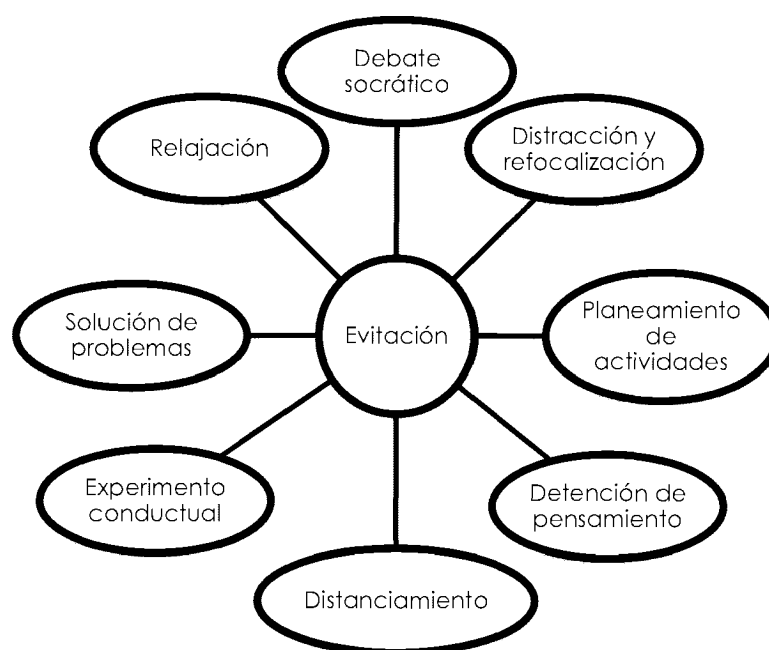 Debate
socrático
Relajación
Distracción y
refocalización
Solución de
problemas
Evitación
Planeamiento
de
actividades
Experimento
conductual
Detención de
pensamiento
Distanciamiento